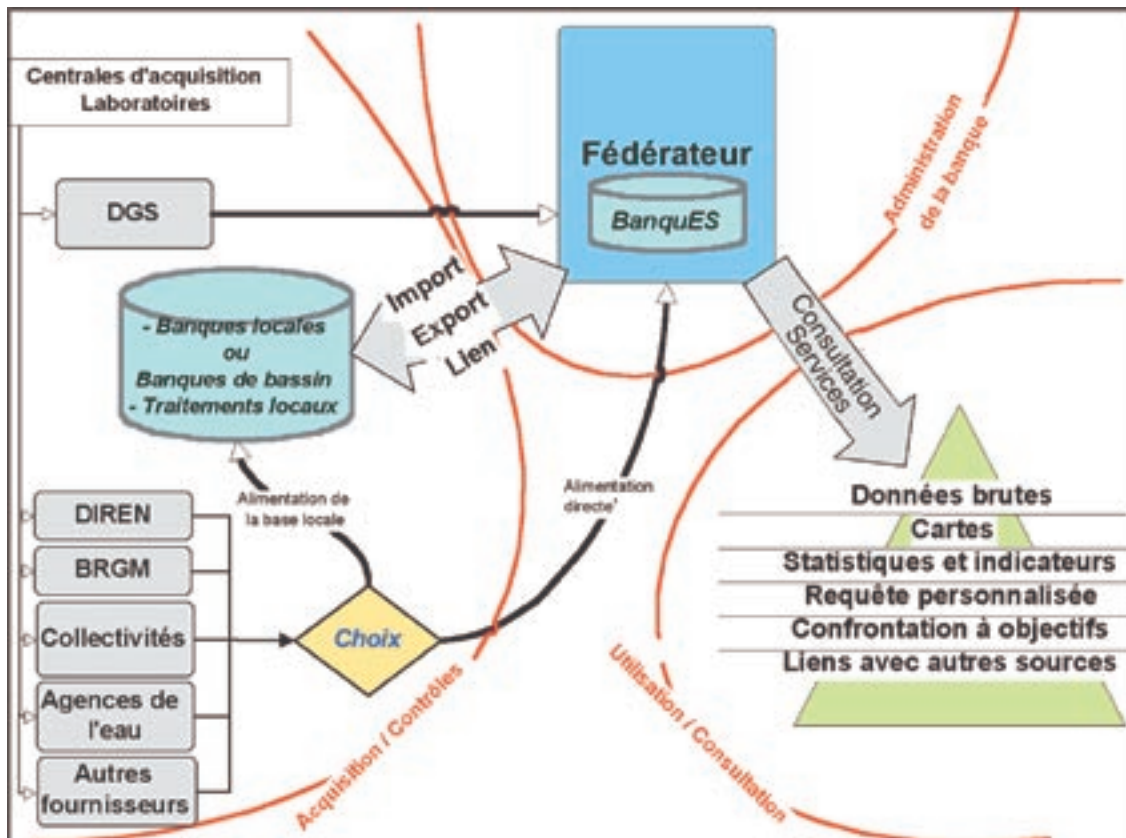 Centrales d'acquisition
Laboratoires
DGS
Fédérateur
BanquES
Administration
de la banque
Import
Export
Lien
- Banques locales
ou
Banques de bassin
- Traitements locaux
Consultation
Services
Alimentation de
la base locale
Alimentation
directe¹
DIREN
BRGM
Collectivités
Agences de
l'eau
Autres
fournisseurs
Choix
Acquisition / Contrôles
Utilisation / Consultation
Données brutes
Cartes
Statistiques et indicateurs
Requête personnalisée
Confrontation à objectifs
Liens avec autres sources